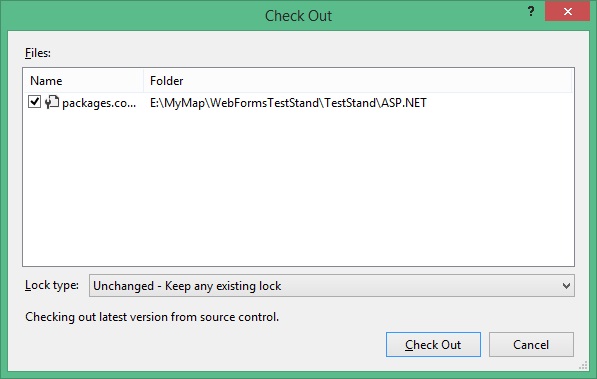 Check Out
?
Files:
Name Folder
packages.co... E:\MyMap\WebFormsTestStand\TestStand\ASP.NET
Lock type: Unchanged - Keep any existing lock
Checking out latest version from source control.
Check Out Cancel